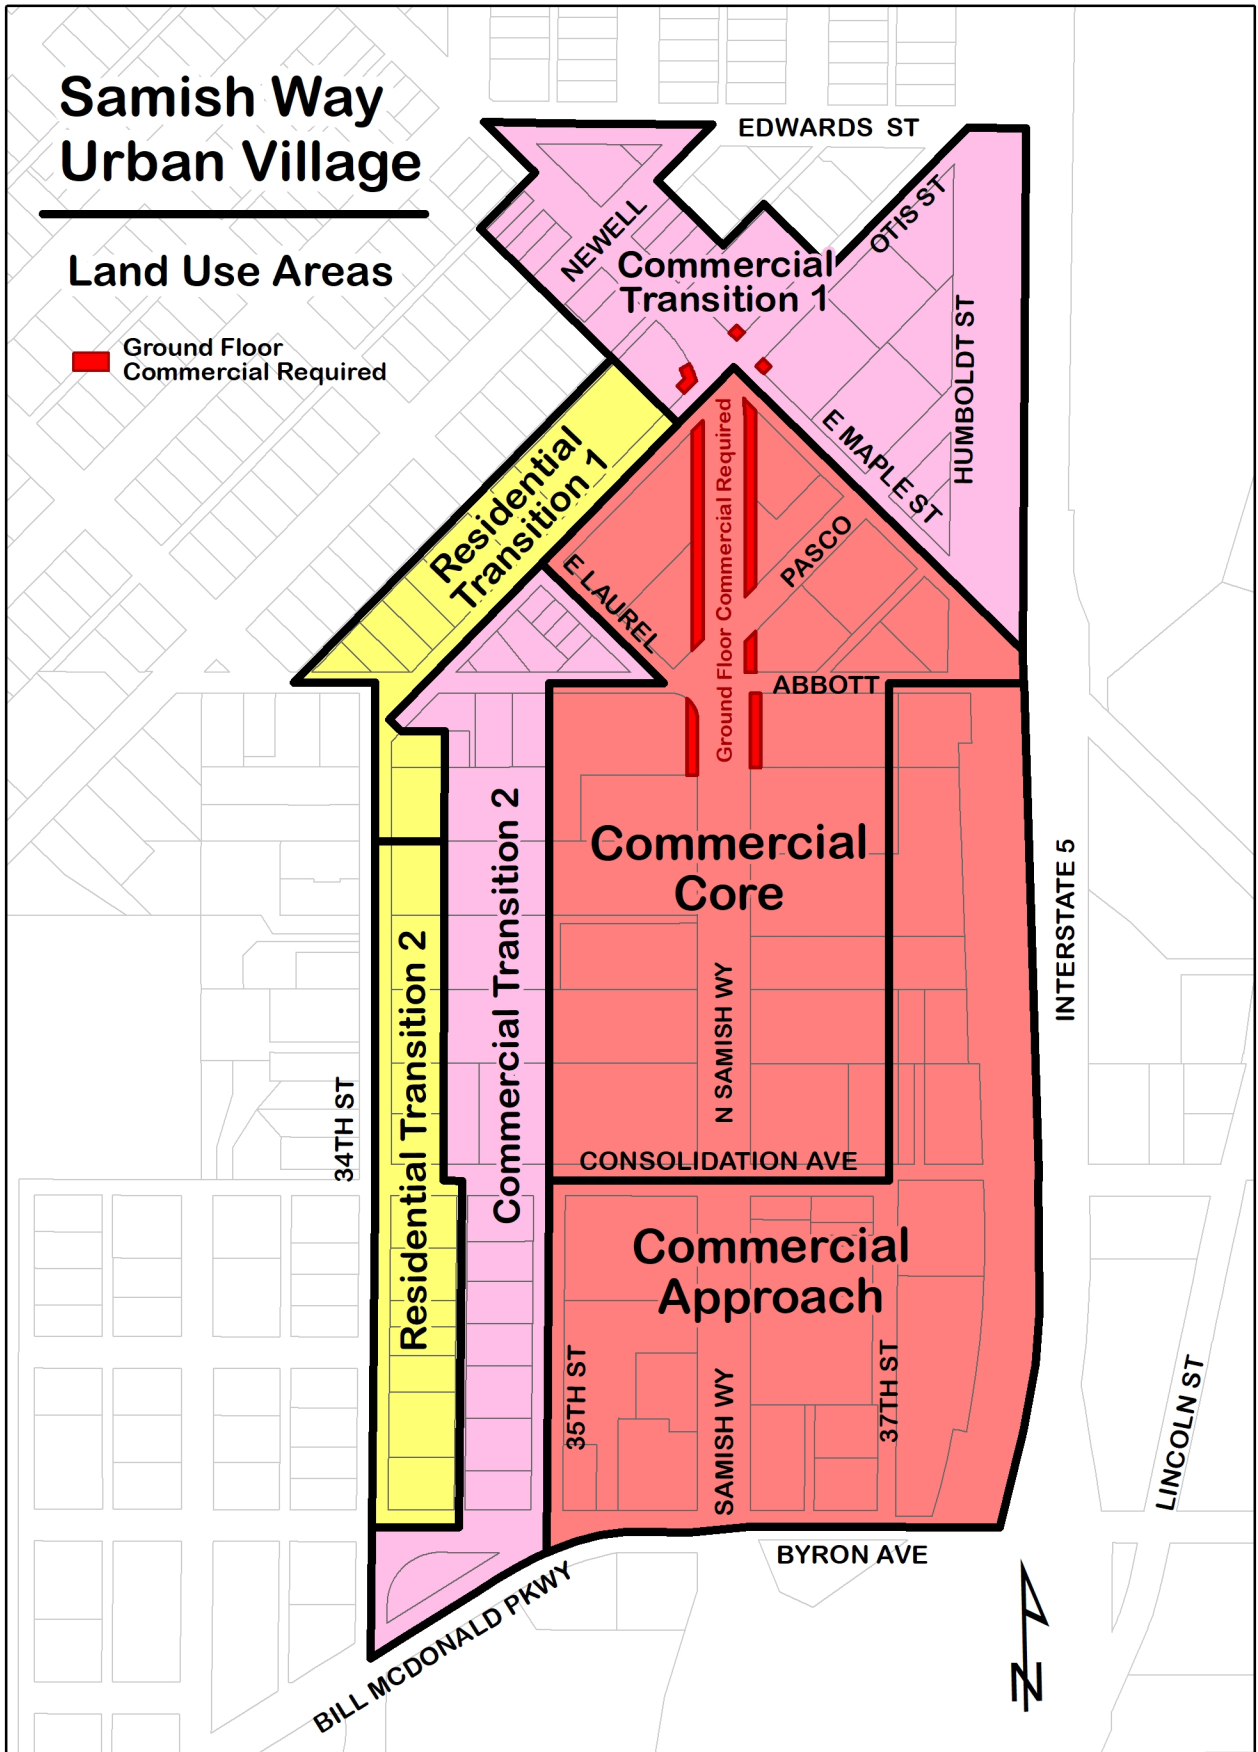 Samish Way
Urban Village
Land Use Areas
Ground Floor
Commercial Required
EDWARDS ST
OTIS ST
NEWELL
Commercial
Transition 1
HUMBOLDT ST
E MAPLE ST
Ground Floor Commercial Required
Residential
Transition 1
PASCO
E LAUREL
ABBOTT
Commercial
Core
Commercial Transition 2
INTERSTATE 5
Residential Transition 2
N SAMISH WY
34TH ST
CONSOLIDATION AVE
Commercial
Approach
35TH ST
SAMISH WY
37TH ST
LINCOLN ST
BYRON AVE
BILL MCDONALD PKWY
N